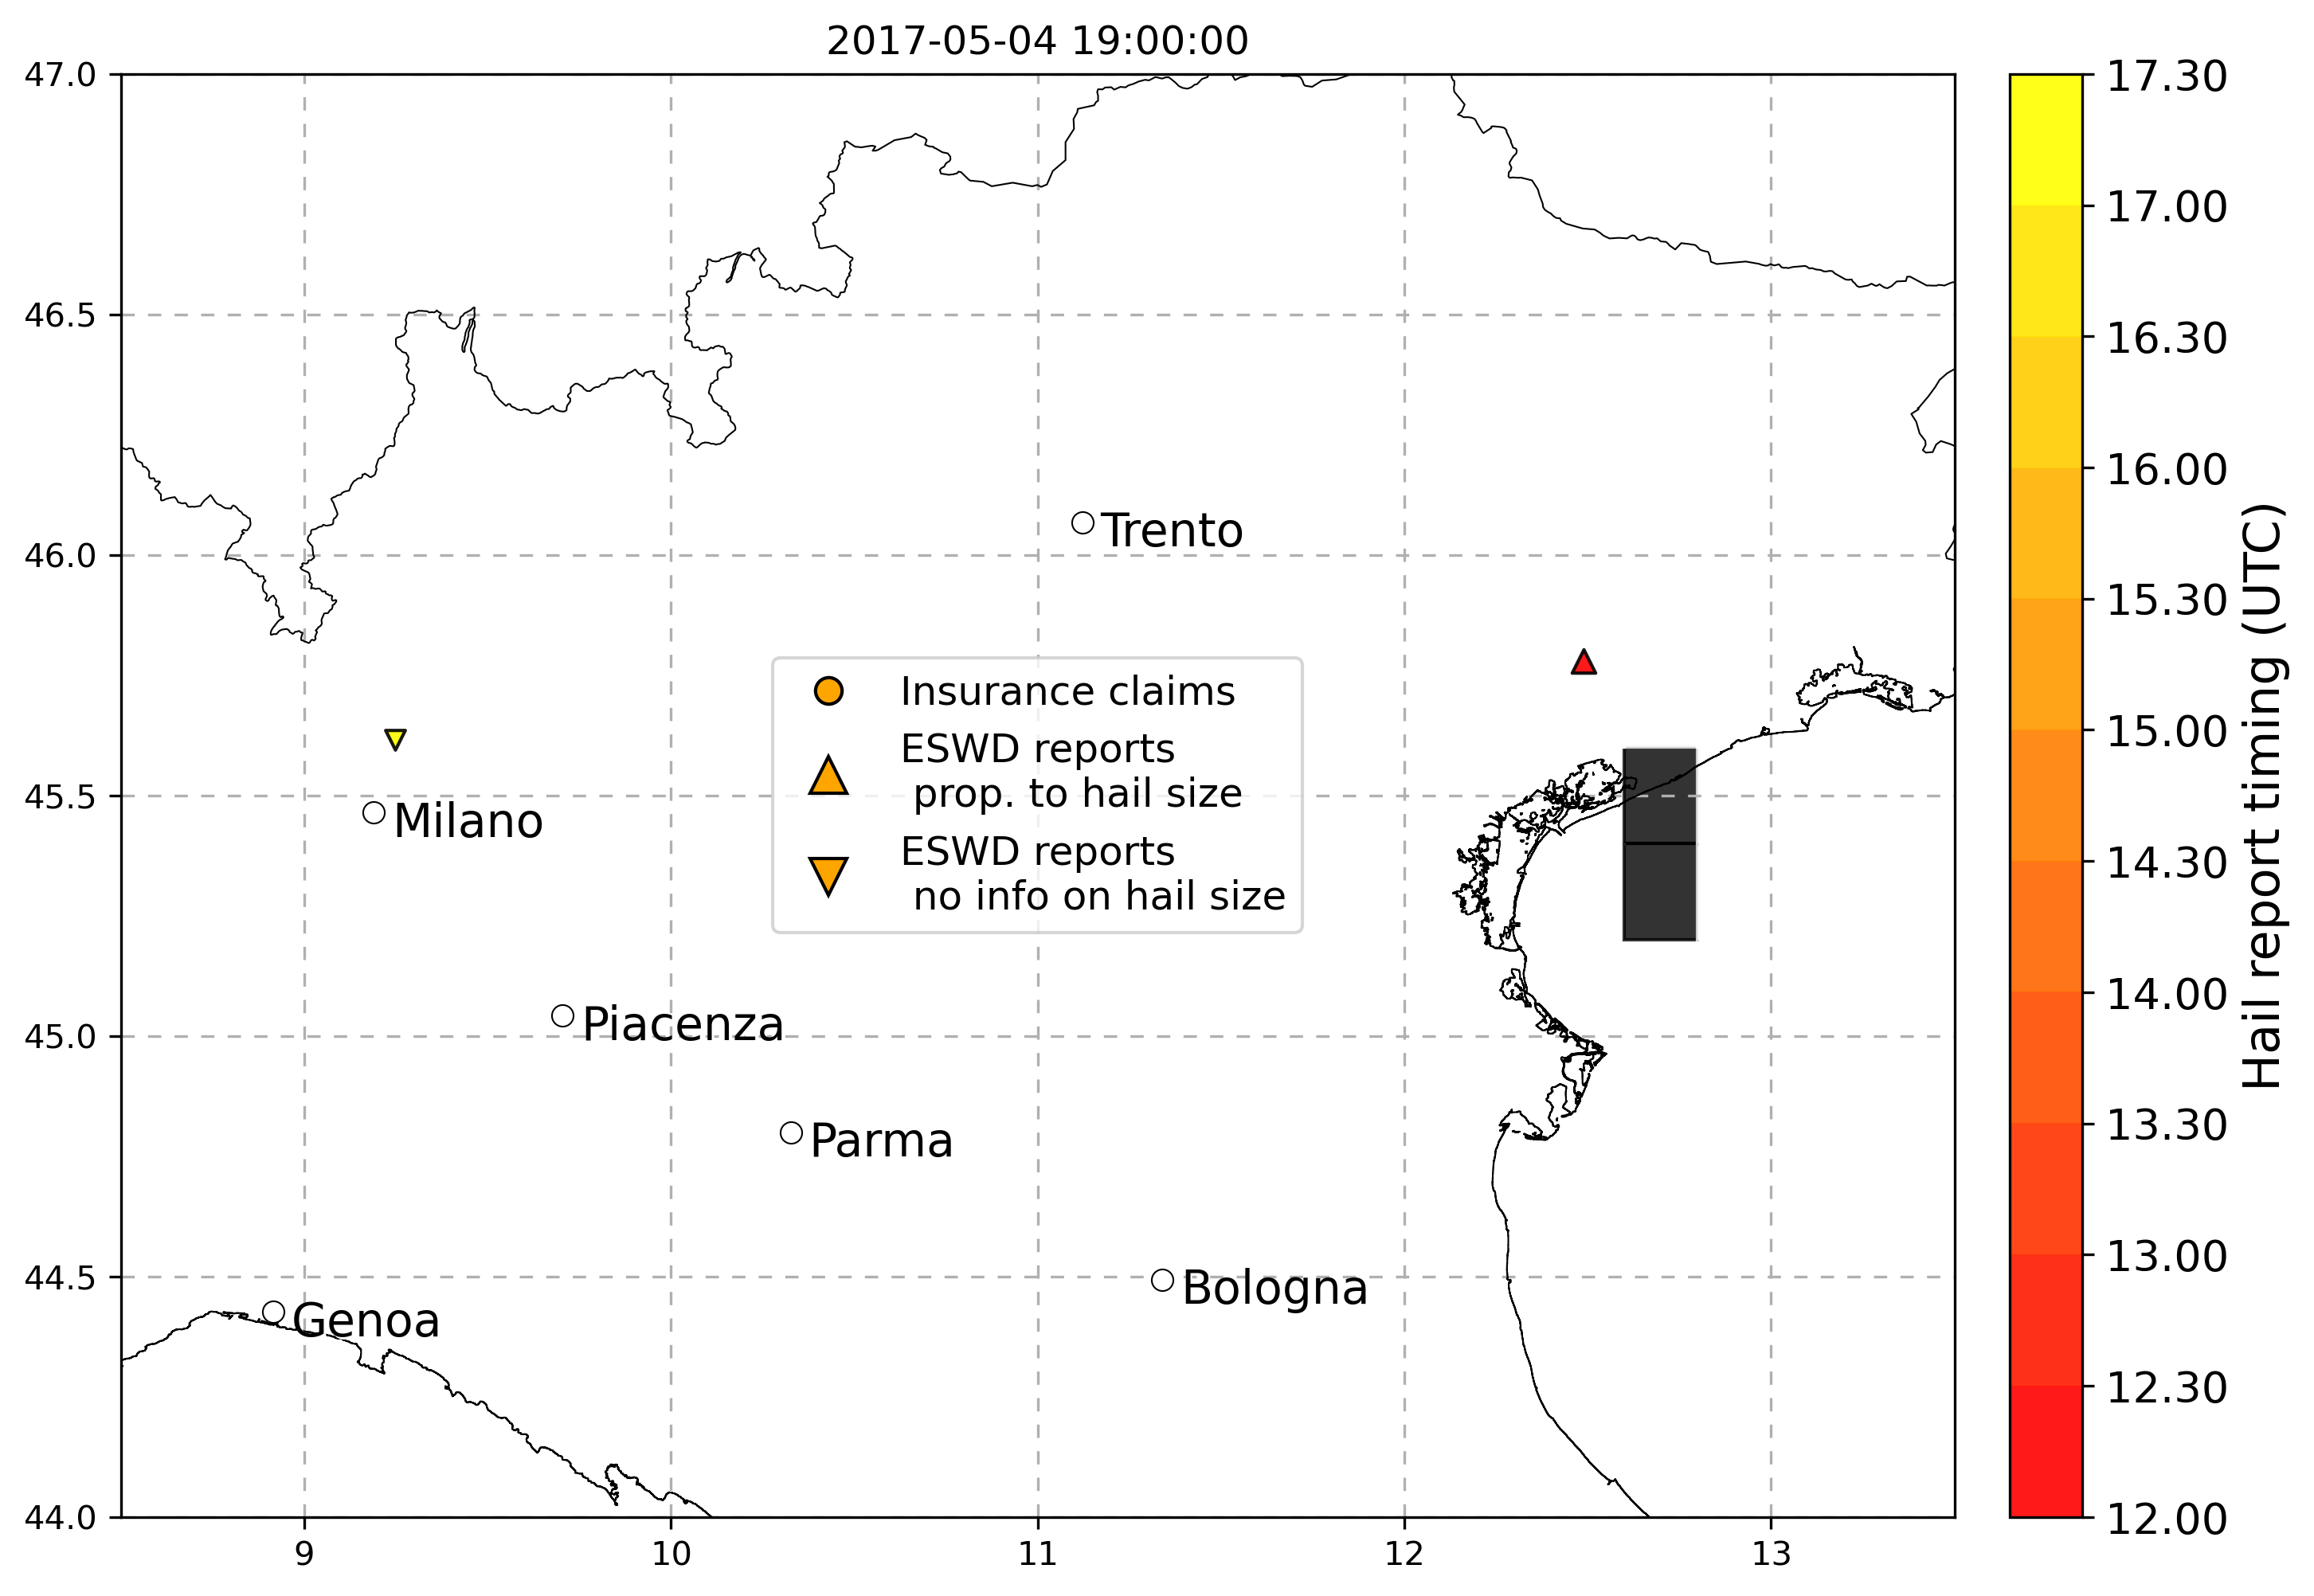 2017-05-04 19:00:00
47.0
46.5
46.0
45.5
45.0
44.5
44.0
9
10
11
12
13
Trento
Milano
Piacenza
Parma
Bologna
Genoa
Insurance claims
ESWD reports
prop. to hail size
ESWD reports
no info on hail size
17.30
17.00
16.30
16.00
15.30
15.00
14.30
14.00
13.30
13.00
12.30
12.00
Hail report timing (UTC)